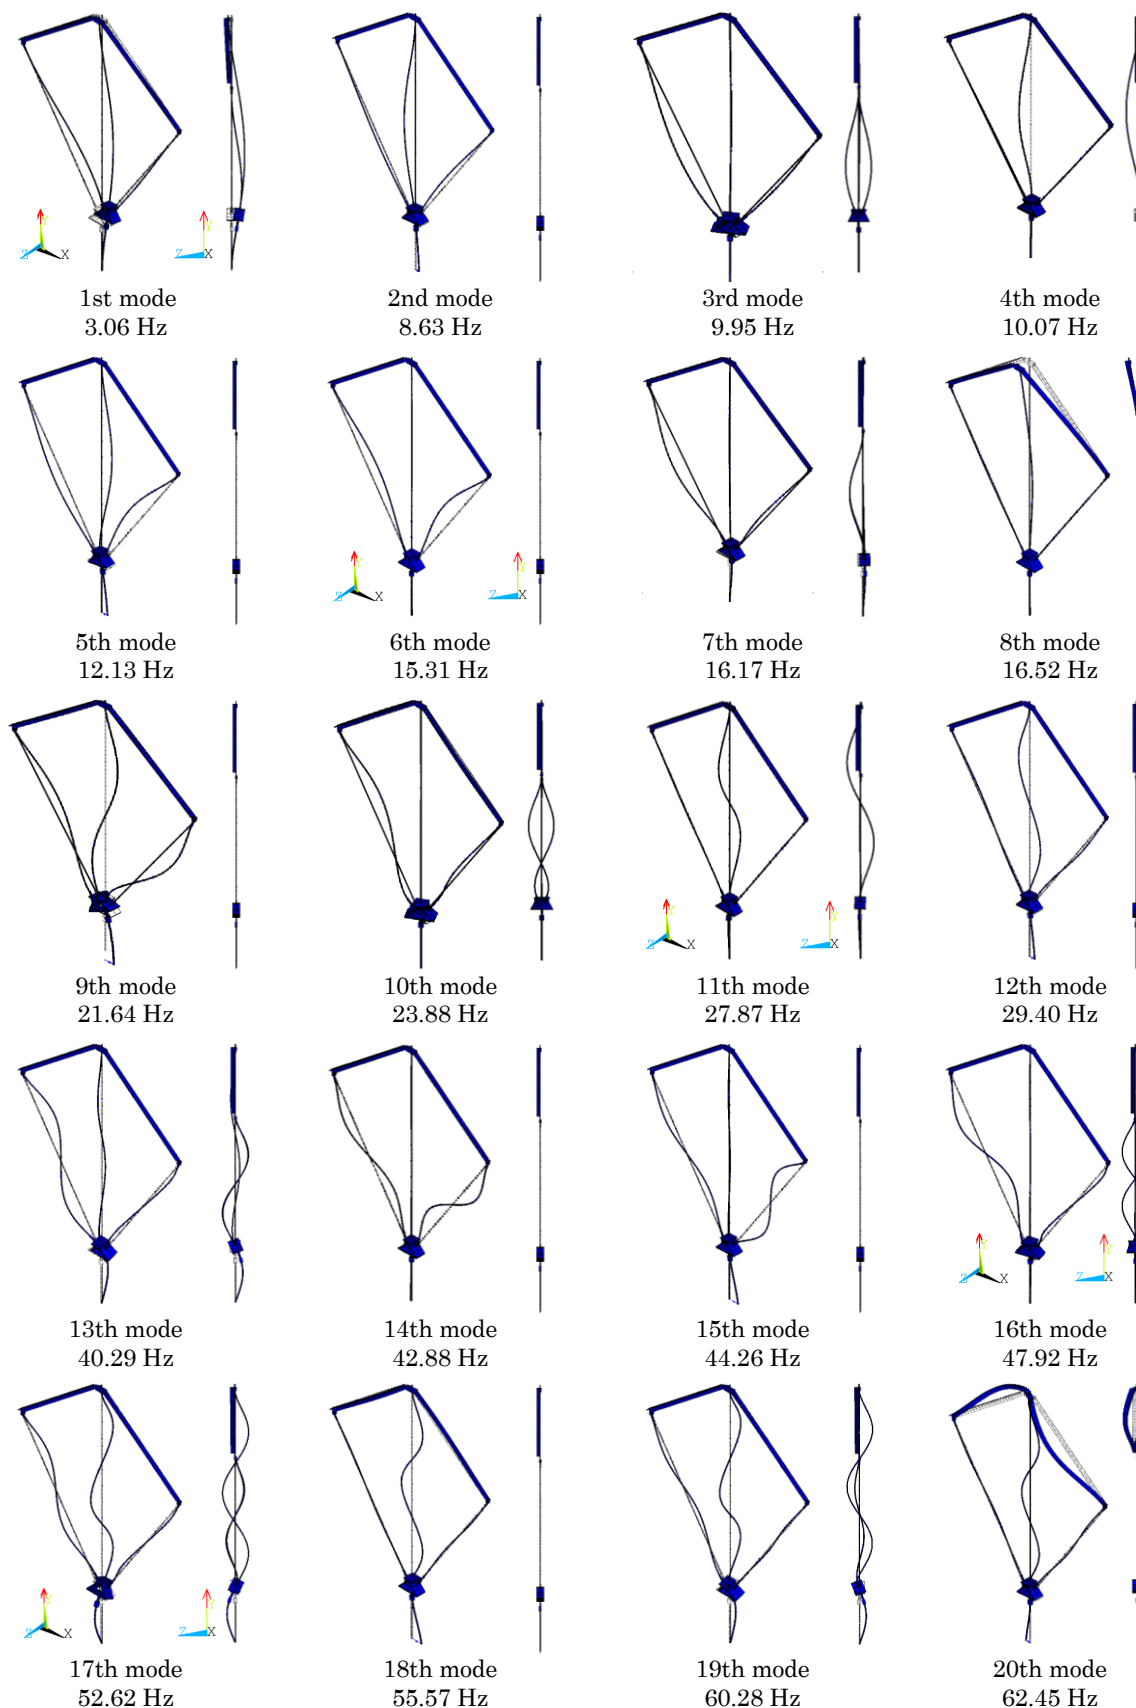 Y
Z
X
Y
Z
X
1st mode
3.06 Hz
2nd mode
8.63 Hz
3rd mode
9.95 Hz
4th mode
10.07 Hz
Y
Z
X
Y
Z
X
5th mode
12.13 Hz
6th mode
15.31 Hz
7th mode
16.17 Hz
8th mode
16.52 Hz
Y
Z
X
Y
Z
X
9th mode
21.64 Hz
10th mode
23.88 Hz
11th mode
27.87 Hz
12th mode
29.40 Hz
Y
Z
X
Y
Z
X
13th mode
40.29 Hz
14th mode
42.88 Hz
15th mode
44.26 Hz
16th mode
47.92 Hz
Y
Z
X
Y
Z
X
17th mode
52.62 Hz
18th mode
55.57 Hz
19th mode
60.28 Hz
20th mode
62.45 Hz